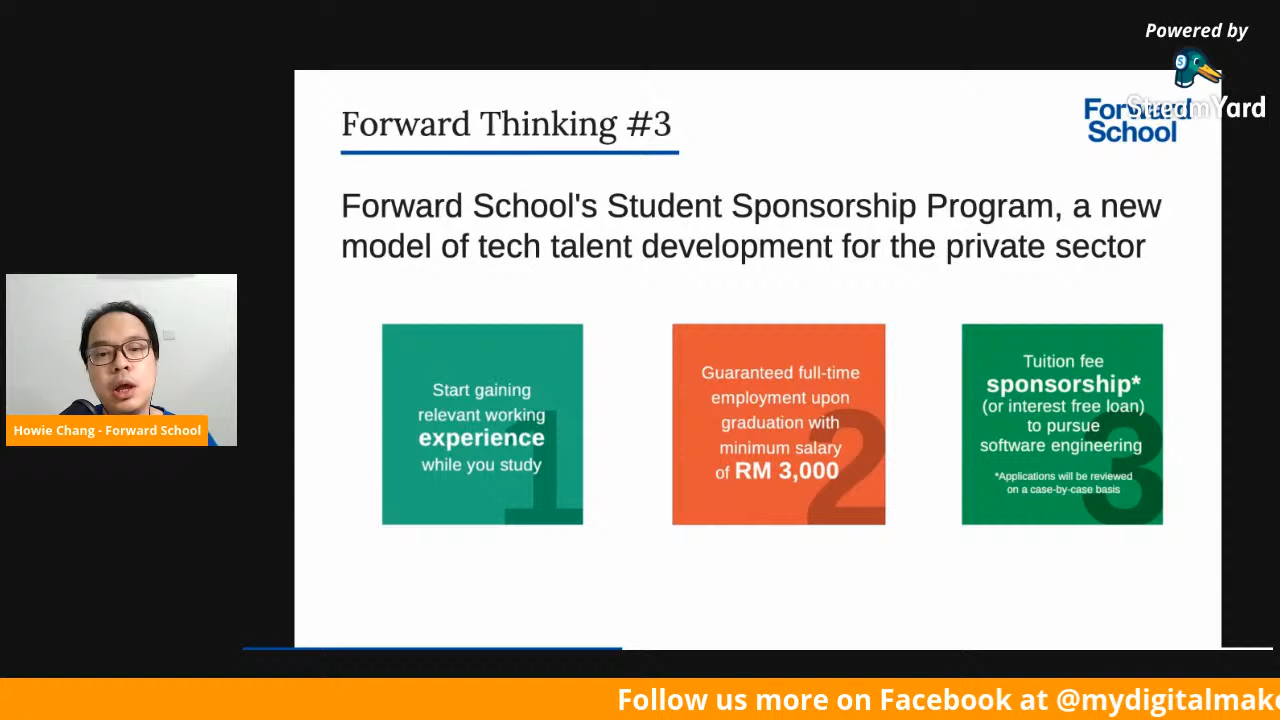 Powered by
StreamYard
Forward Thinking #3
Forward
School
Forward School's Student Sponsorship Program, a new
model of tech talent development for the private sector
Start gaining
relevant working
experience
while you study
1
Guaranteed full-time
employment upon
graduation with
minimum salary
of RM 3,000
2
Tuition fee
sponsorship*
(or interest free loan)
to pursue
software engineering
*Applications will be reviewed
on a case-by-case basis
3
Howie Chang - Forward School
Follow us more on Facebook at @mydigitalmake